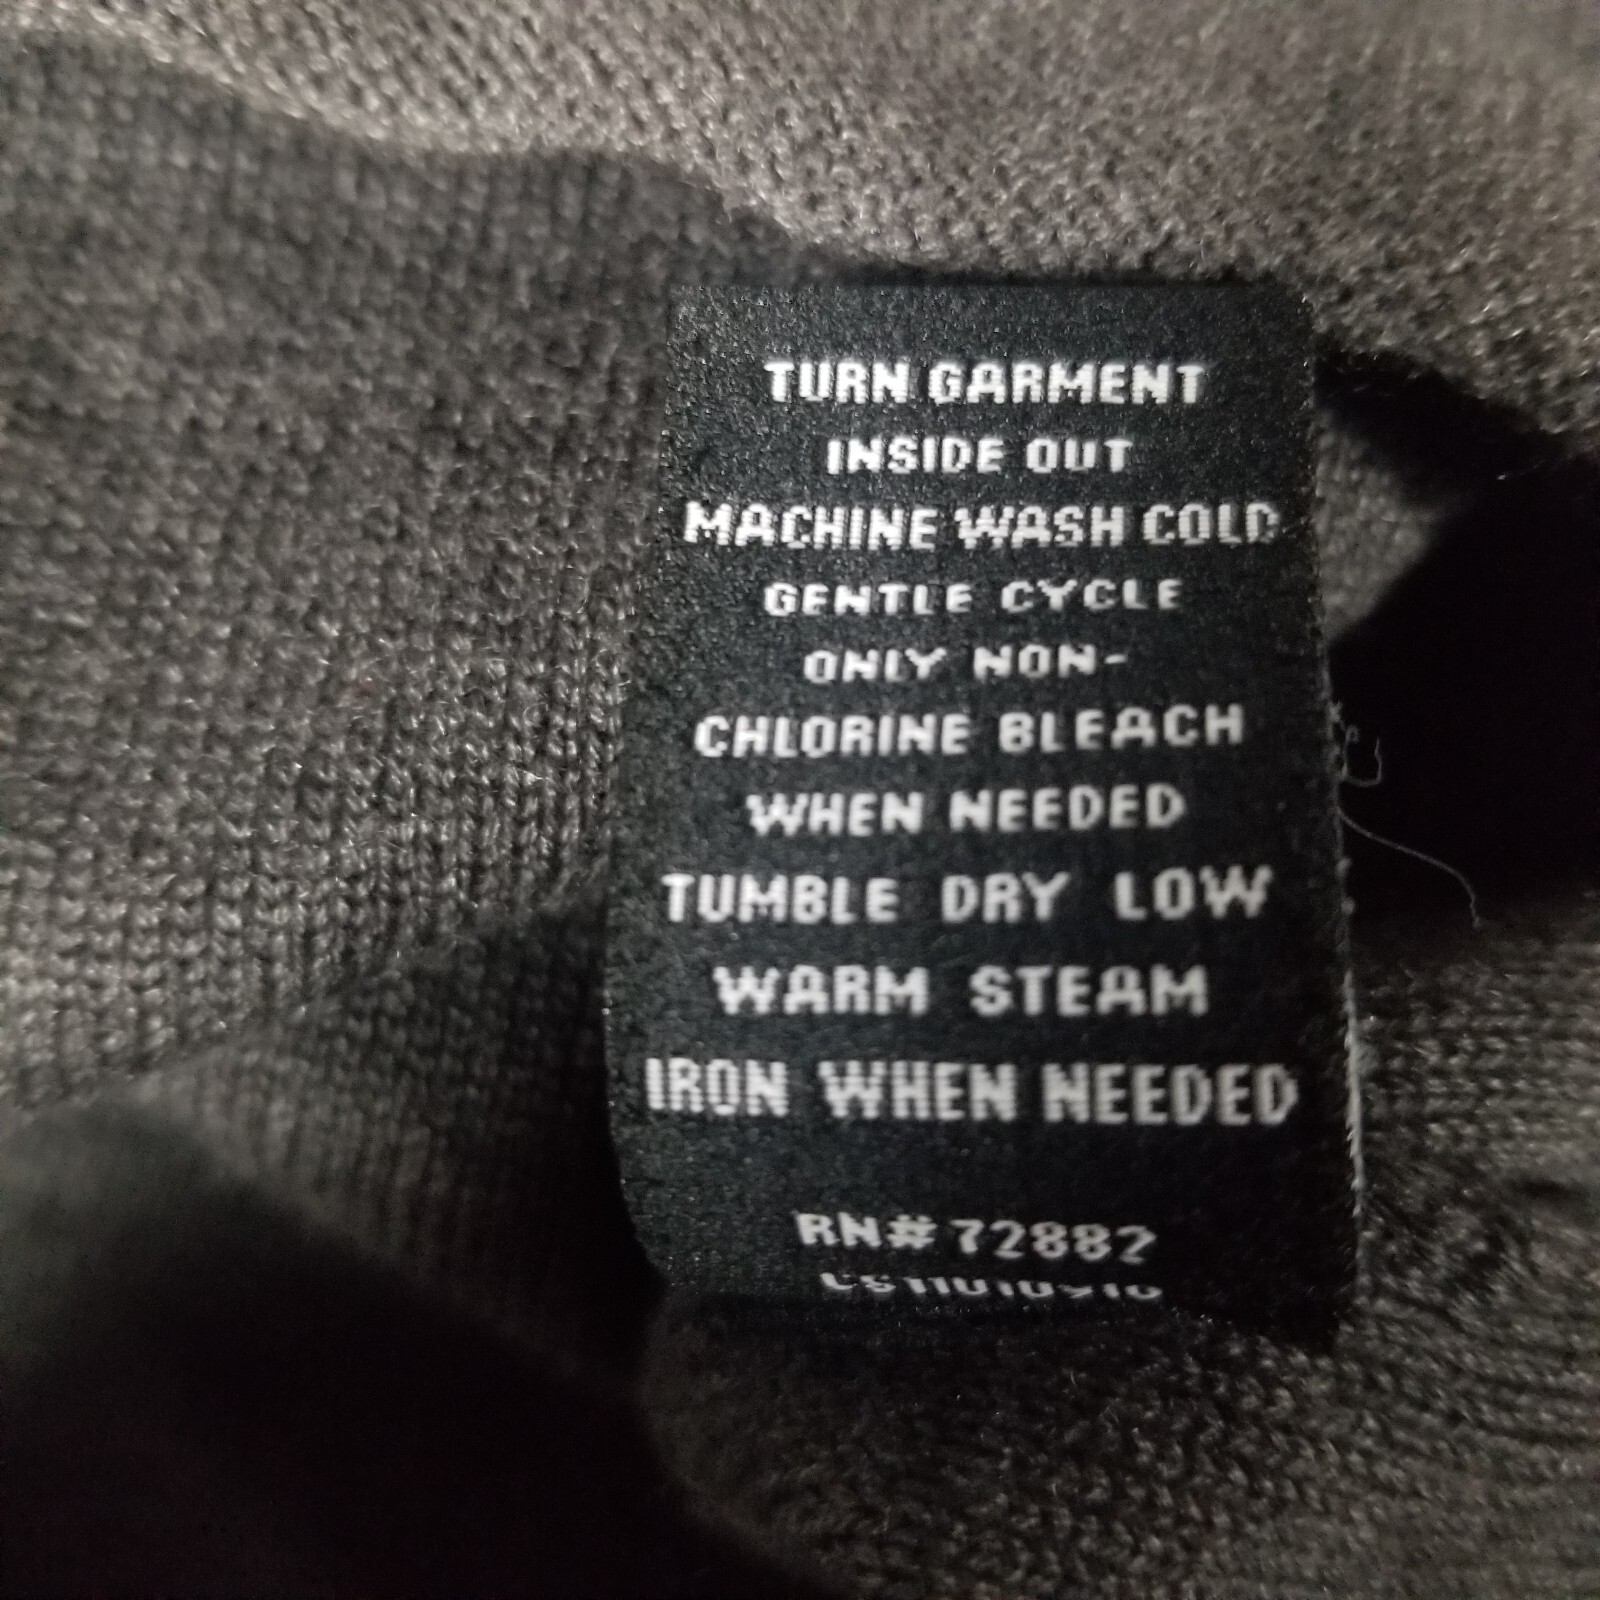 TURN GARMENT
INSIDE OUT
MACHINE WASH COLD
GENTLE CYCLE
ONLY NON-
CHLORINE BLEACH
WHEN NEEDED
TUMBLE DRY LOW
WARM STEAM
IRON WHEN NEEDED
RN# 72882